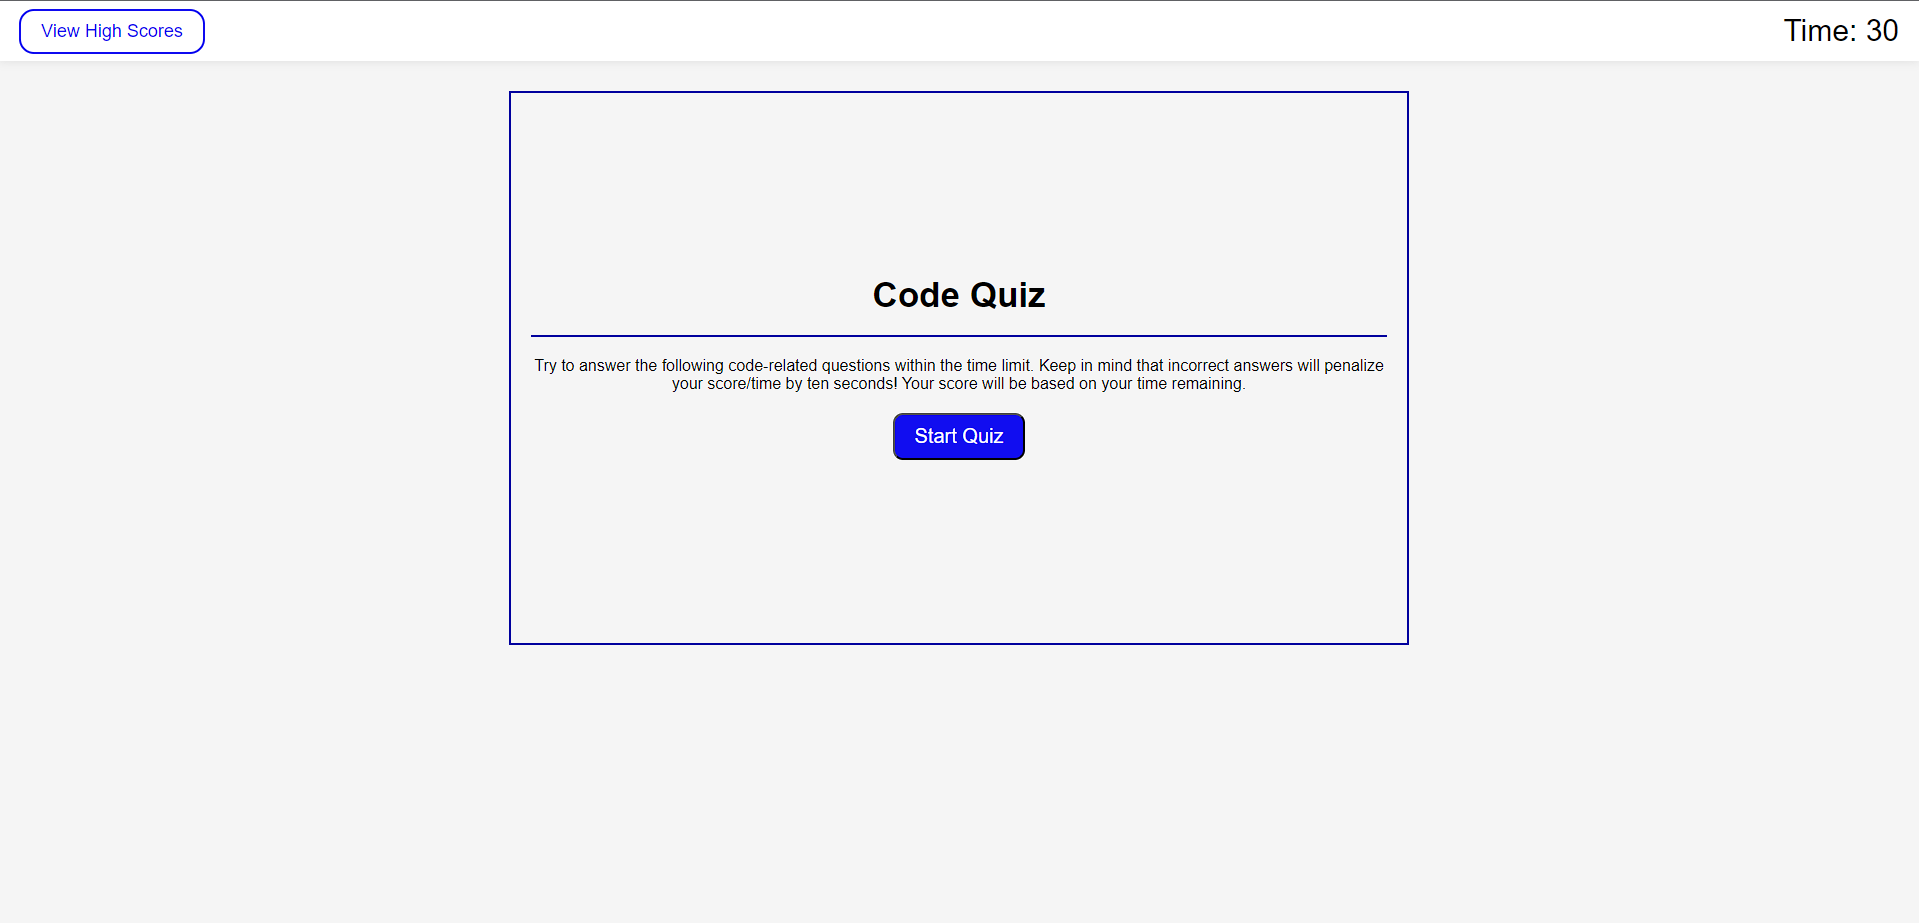 View High Scores
Time: 30
Code Quiz
Try to answer the following code-related questions within the time limit. Keep in mind that incorrect answers will penalize
your score/time by ten seconds! Your score will be based on your time remaining.
Start Quiz